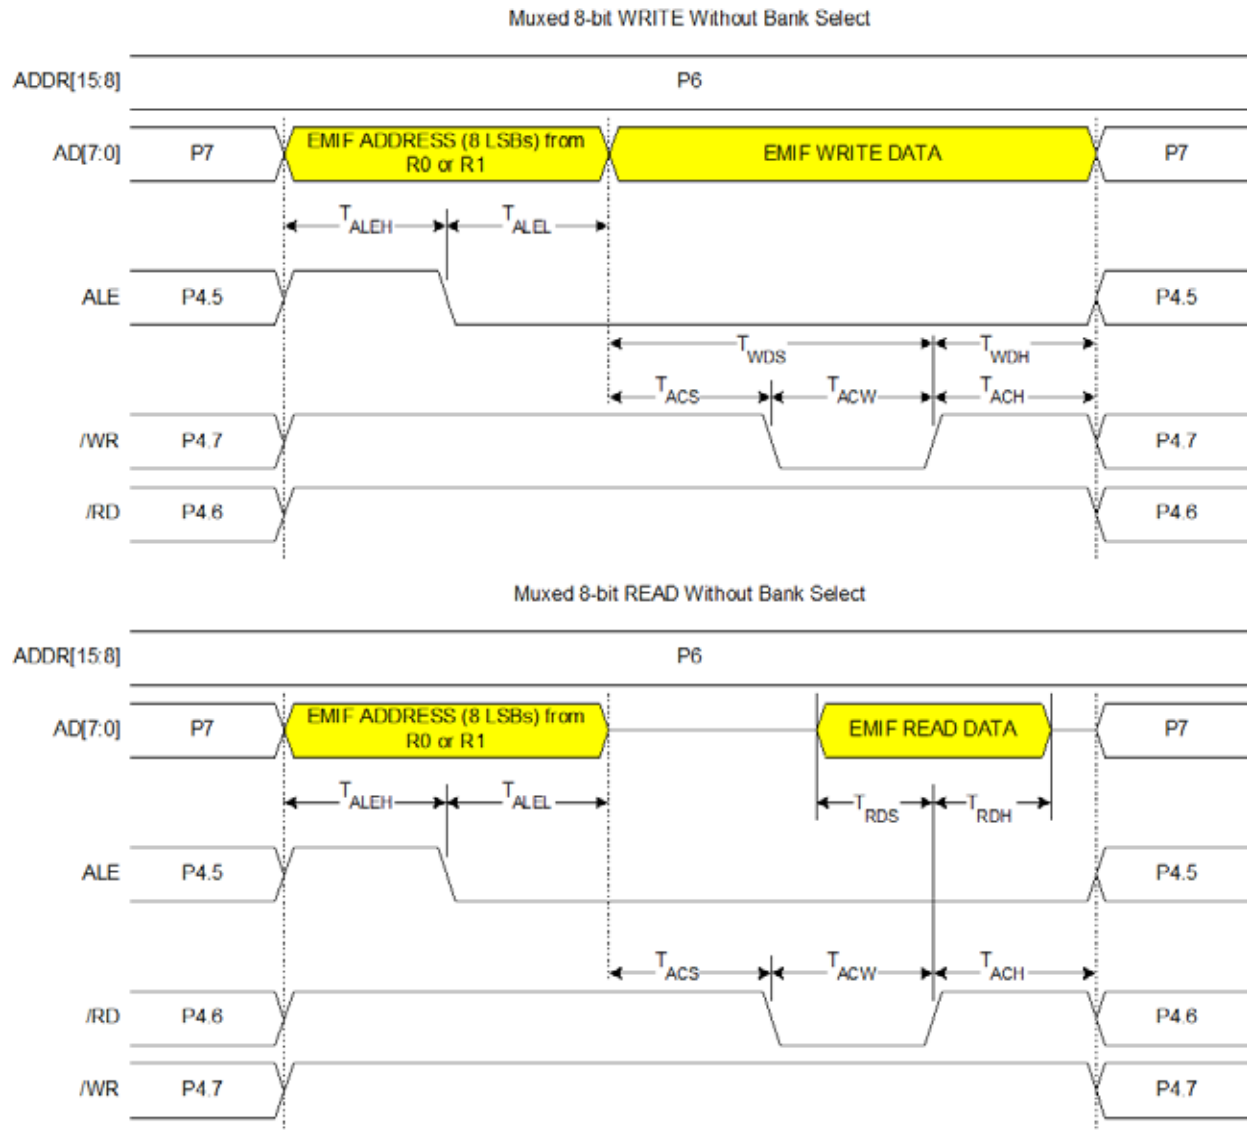 Muxed 8-bit WRITE Without Bank Select
ADDR[15:8] P6
AD[7:0] P7 EMIF ADDRESS (8 LSBs) from R0 or R1 EMIF WRITE DATA P7
TALEH TALEL
ALE P4.5 P4.5
TWDS TWDH
TACS TACW TACH
/WR P4.7 P4.7
/RD P4.6 P4.6
Muxed 8-bit READ Without Bank Select
ADDR[15:8] P6
AD[7:0] P7 EMIF ADDRESS (8 LSBs) from R0 or R1 EMIF READ DATA P7
TALEH TALEL TRDS TRDH
ALE P4.5 P4.5
TACS TACW TACH
/RD P4.6 P4.6
/WR P4.7 P4.7